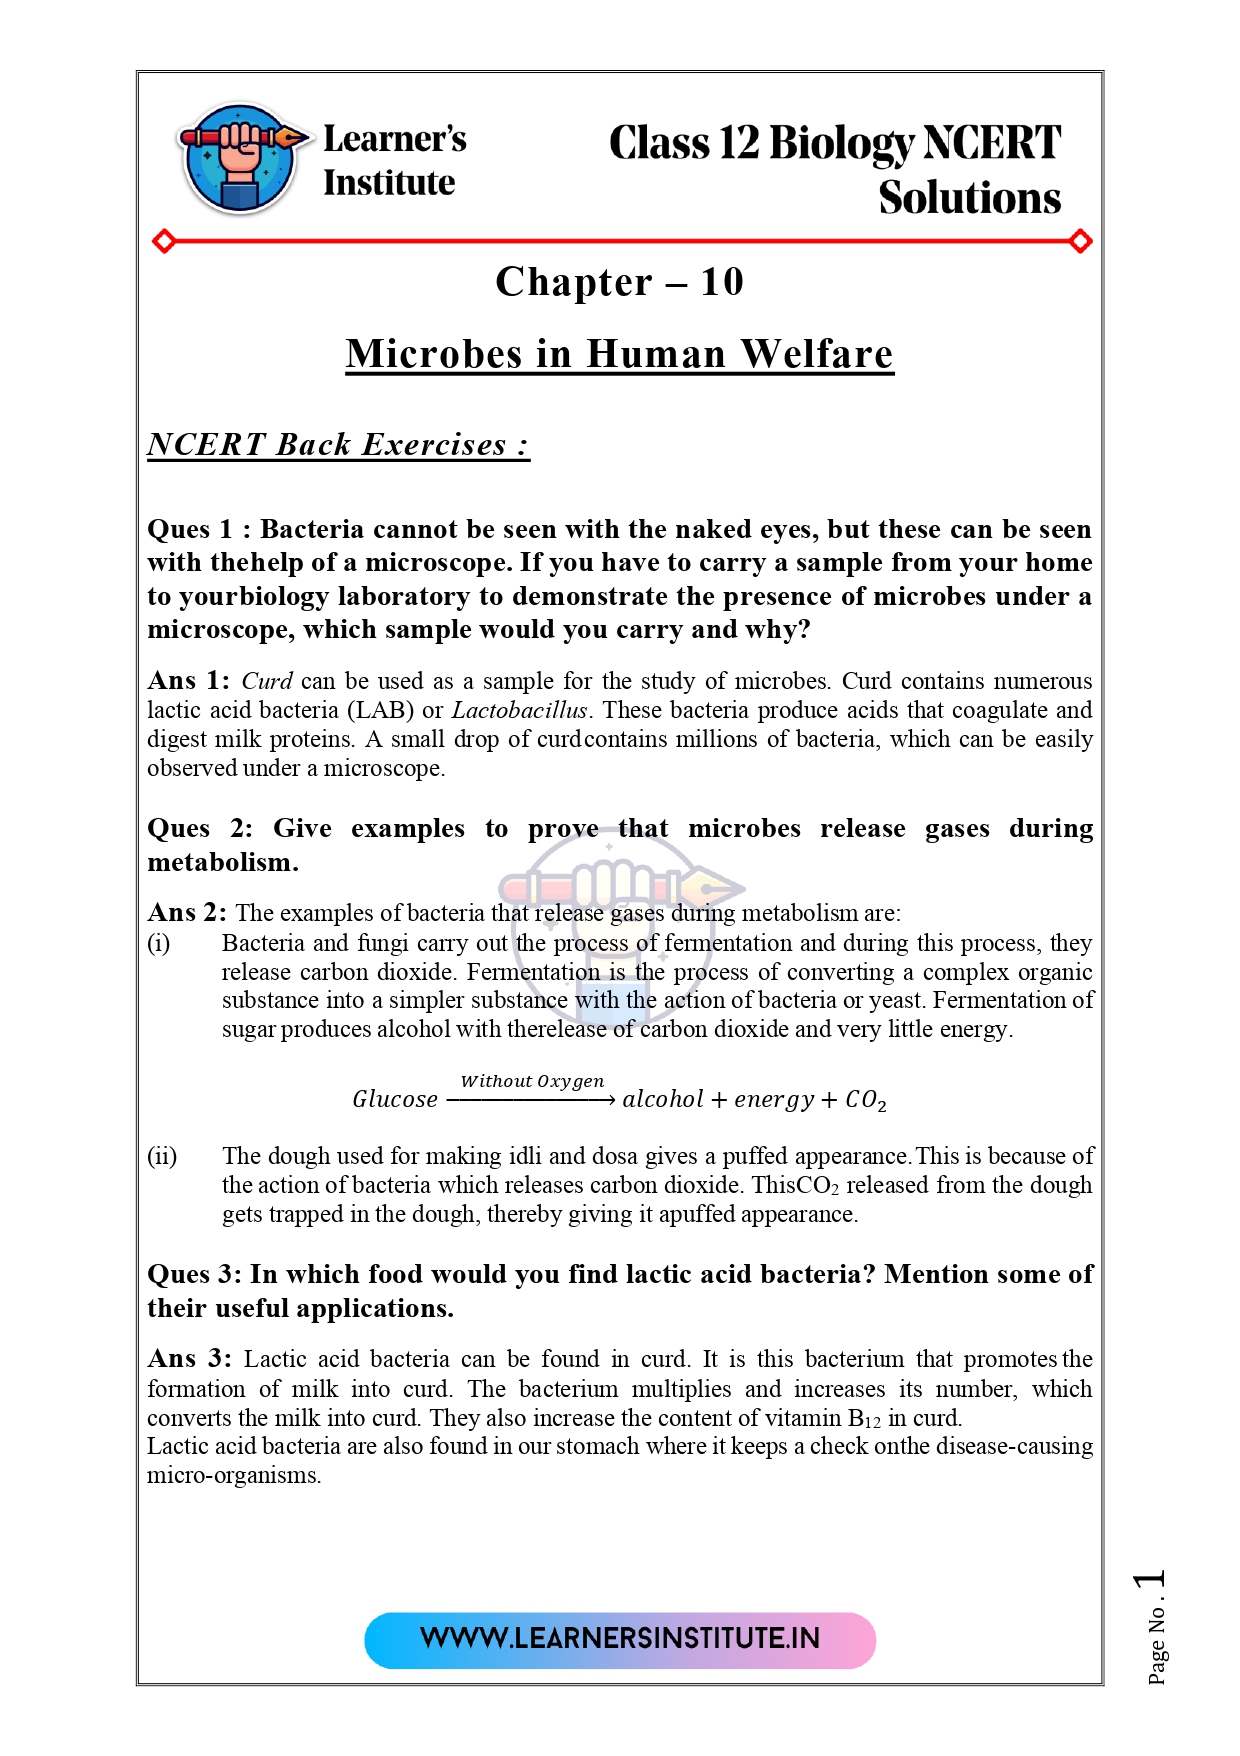 Learner's
Institute
Class 12 Biology NCERT
Solutions
Chapter – 10
Microbes in Human Welfare
NCERT Back Exercises :
Ques 1 : Bacteria cannot be seen with the naked eyes, but these can be seen
with thehelp of a microscope. If you have to carry a sample from your home
to yourbiology laboratory to demonstrate the presence of microbes under a
microscope, which sample would you carry and why?
Ans 1: Curd can be used as a sample for the study of microbes. Curd contains numerous
lactic acid bacteria (LAB) or Lactobacillus. These bacteria produce acids that coagulate and
digest milk proteins. A small drop of curdcontains millions of bacteria, which can be easily
observed under a microscope.
Ques 2: Give examples to prove that microbes release gases during
metabolism.
Ans 2: The examples of bacteria that release gases during metabolism are:
(i) Bacteria and fungi carry out the process of fermentation and during this process, they
release carbon dioxide. Fermentation is the process of converting a complex organic
substance into a simpler substance with the action of bacteria or yeast. Fermentation of
sugar produces alcohol with therelease of carbon dioxide and very little energy.
Without Oxygen
Glucose ⟶ alcohol + energy + CO₂
(ii) The dough used for making idli and dosa gives a puffed appearance.This is because of
the action of bacteria which releases carbon dioxide. ThisCO₂ released from the dough
gets trapped in the dough, thereby giving it apuffed appearance.
Ques 3: In which food would you find lactic acid bacteria? Mention some of
their useful applications.
Ans 3: Lactic acid bacteria can be found in curd. It is this bacterium that promotes the
formation of milk into curd. The bacterium multiplies and increases its number, which
converts the milk into curd. They also increase the content of vitamin B₁₂ in curd.
Lactic acid bacteria are also found in our stomach where it keeps a check onthe disease-causing
micro-organisms.
WWW.LEARNERSINSTITUTE.IN
Page No. 1